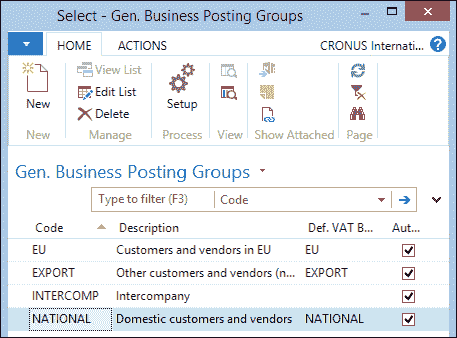 Select - Gen. Business Posting Groups
HOME ACTIONS CRONUS Internati...
New View List Edit List Delete Setup
New Manage Process View Show Attached Page
Gen. Business Posting Groups
Type to filter (F3) Code
Code Description Def. VAT B... Aut...
EU Customers and vendors in EU EU
EXPORT Other customers and vendors (n... EXPORT
INTERCOMP Intercompany
NATIONAL Domestic customers and vendors NATIONAL